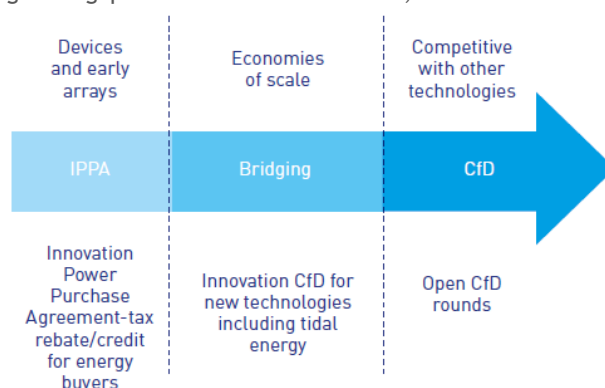 Devices
and early
arrays
Economies
of scale
Competitive
with other
technologies
IPPA
Bridging
CfD
Innovation
Power
Purchase
Agreement-tax
rebate/credit
for energy
buyers
Innovation CfD for
new technologies
including tidal
energy
Open CfD
rounds